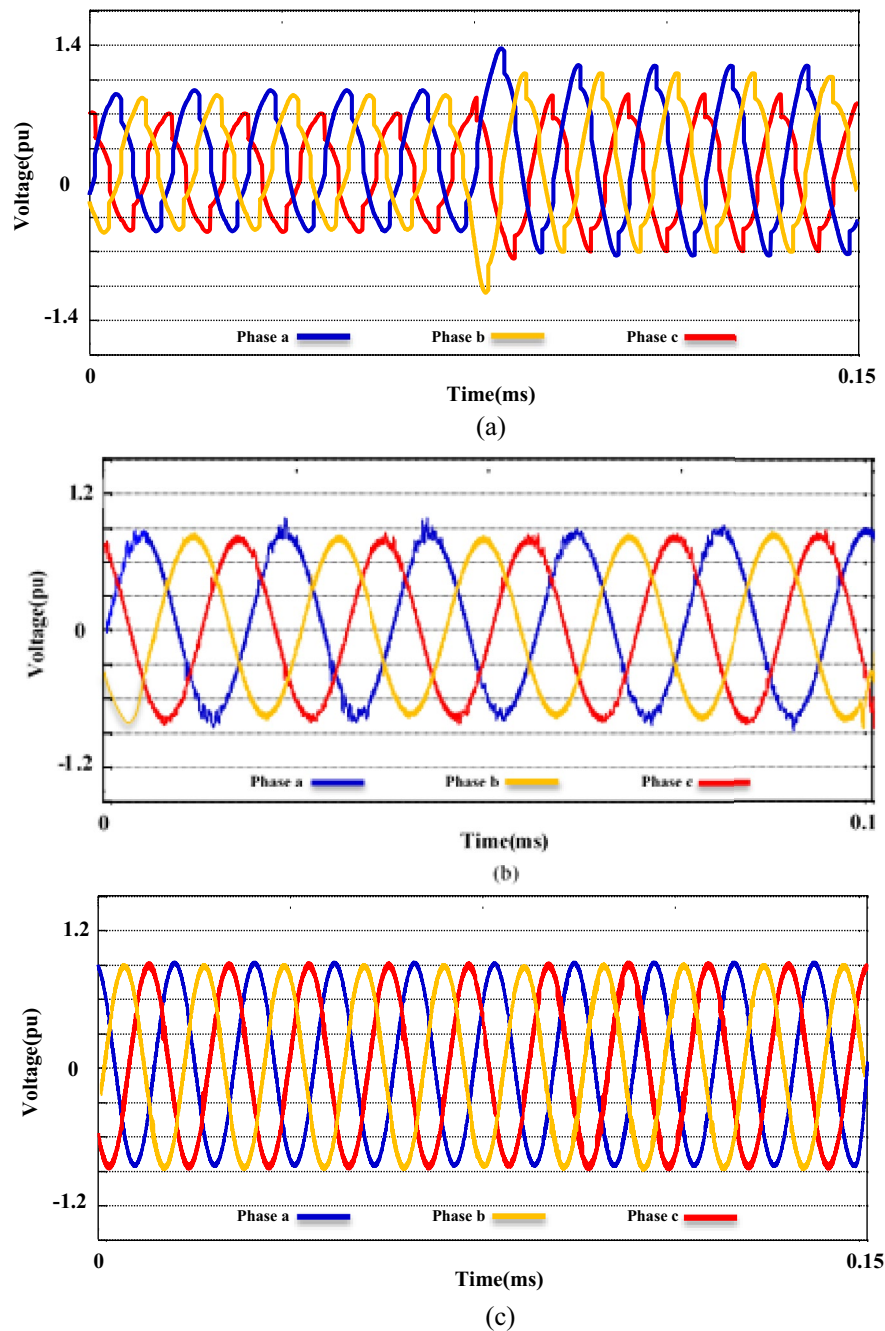 1.4
Voltage(pu)
0
-1.4
Phase a
Phase b
Phase c
0
0.15
Time(ms)
(a)
1.2
Voltage(pu)
0
-1.2
Phase a
Phase b
Phase c
0
0.1
Time(ms)
(b)
1.2
Voltage(pu)
0
-1.2
Phase a
Phase b
Phase c
0
0.15
Time(ms)
(c)